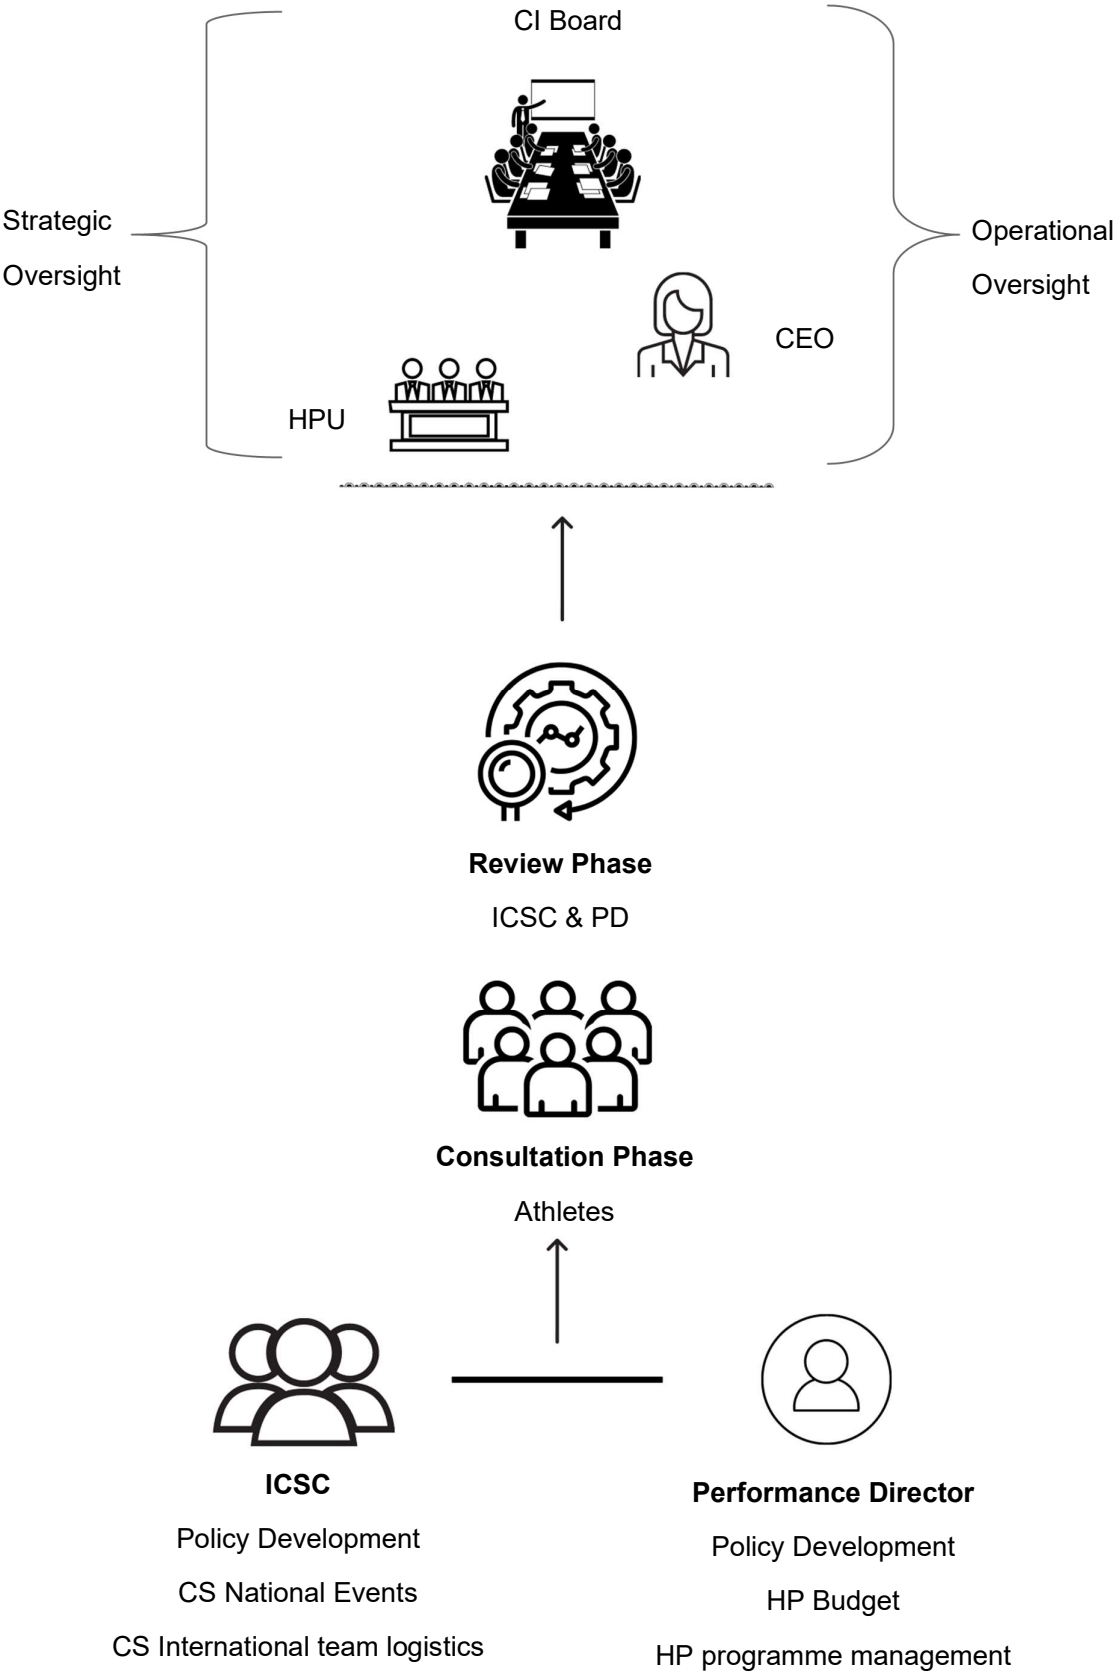 CI Board
Strategic
Oversight
Operational
Oversight
CEO
HPU
Review Phase
ICSC & PD
Consultation Phase
Athletes
ICSC
Policy Development
CS National Events
CS International team logistics
Performance Director
Policy Development
HP Budget
HP programme management